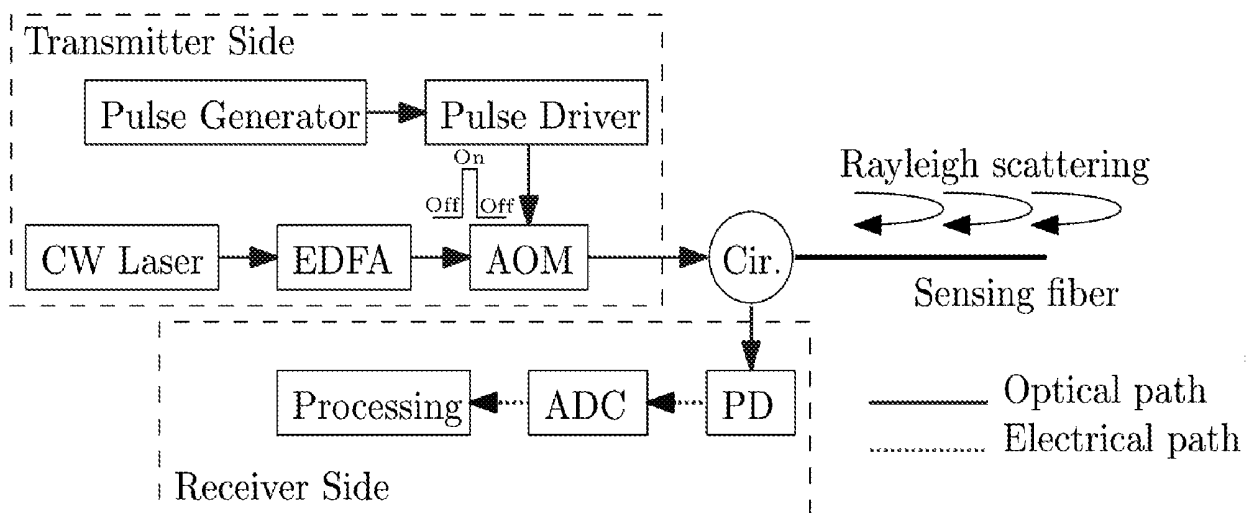 Transmitter Side
Pulse Generator
Pulse Driver
On
Off
Off
Rayleigh scattering
CW Laser
EDFA
AOM
Cir.
Sensing fiber
Processing
ADC
PD
Optical path
Electrical path
Receiver Side